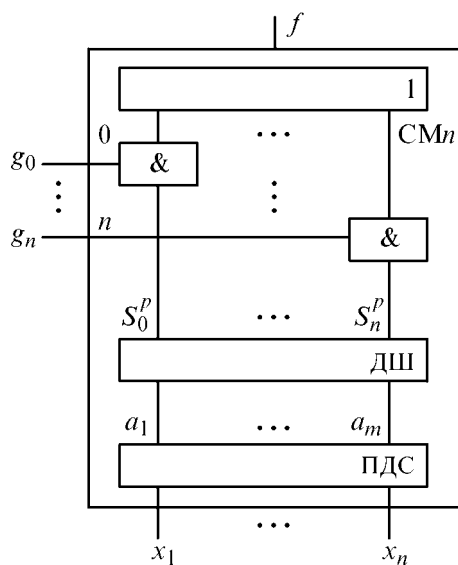 f
1
0 ... СМn
g₀ &
⋮ ⋮
gₙ n &
S₀ᵖ ... Sₙᵖ
ДШ
a₁ ... aₘ
ПДС
...
x₁ xₙ